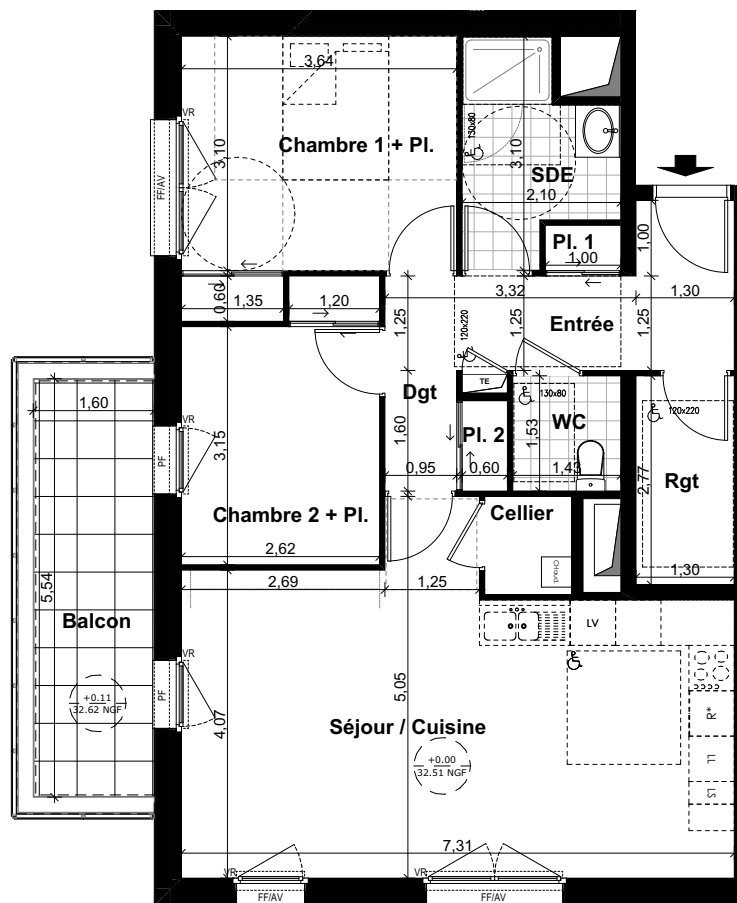 3,64
VR
Chambre 1 + Pl.
3,10
FF/AV
130x80
3,10
SDE
2,10
Pl. 1
1,00
1,00
1,30
0,60
1,35
1,20
3,32
1,25
1,25
Entrée
1,25
120x220
TE
Dgt
1,60
130x80
WC
1,53
Pl. 2
120x220
1,60
VR
PF
3,15
0,95
0,60
1,43
2,77
Rgt
Chambre 2 + Pl.
Cellier
2,62
CHaud.
1,30
2,69
1,25
5,54
Balcon
LV
VR
PF
+0.11
32.62 NGF
4,07
5,05
Séjour / Cuisine
+0.00
32.51 NGF
R*
LL
LS
7,31
VR
FF/AV
VR
FF/AV